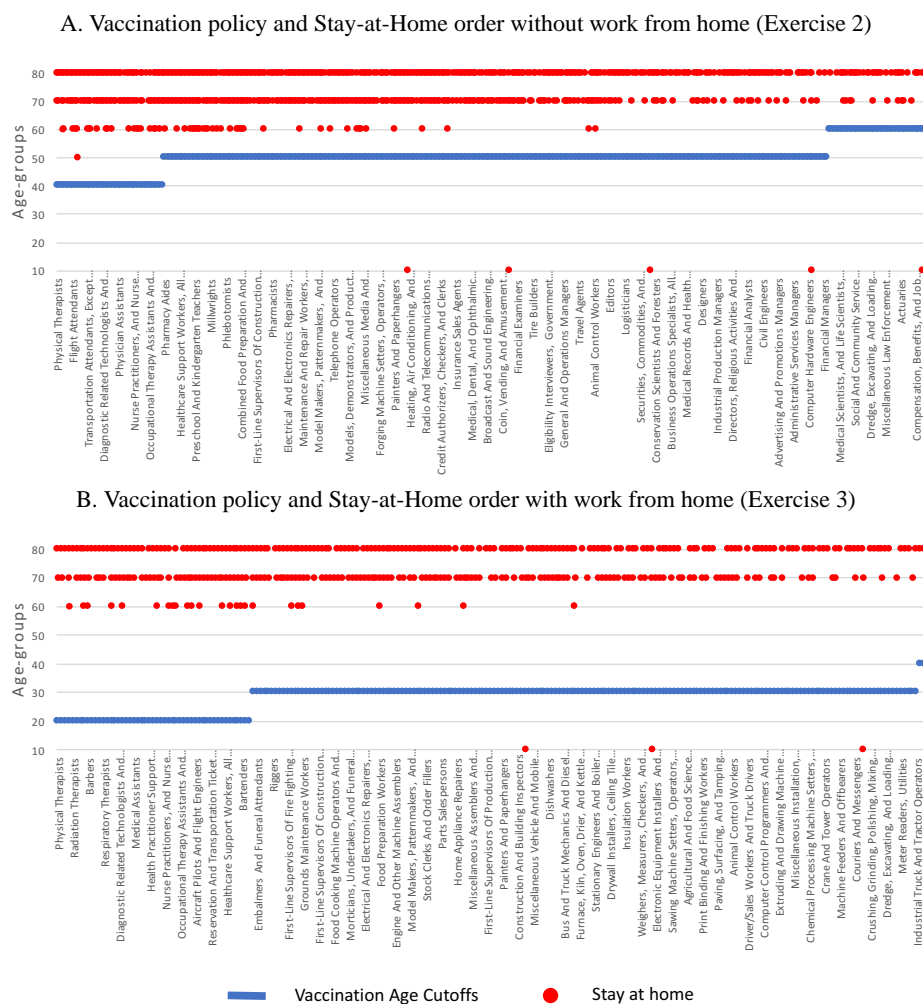 A. Vaccination policy and Stay-at-Home order without work from home (Exercise 2)
80
70
60
50
40
30
20
10
Age-groups
Physical Therapists
Flight Attendants
Transportation Attendants, Except...
Diagnostic Related Technologists And...
Physician Assistants
Nurse Practitioners, And Nurse...
Occupational Therapy Assistants And...
Pharmacy Aides
Healthcare Support Workers, All...
Preschool And Kindergarten Teachers
Millwrights
Phlebotomists
Combined Food Preparation And...
First-Line Supervisors Of Construction...
Pharmacists
Electrical And Electronics Repairers,...
Maintenance And Repair Workers,...
Model Makers, Patternmakers, And...
Telephone Operators
Models, Demonstrators, And Product...
Miscellaneous Media And...
Forging Machine Setters, Operators,...
Painters And Paperhangers
Heating, Air Conditioning, And...
Radio And Telecommunications...
Credit Authorizers, Checkers, And Clerks
Insurance Sales Agents
Medical, Dental, And Ophthalmic...
Broadcast And Sound Engineering...
Coin, Vending, And Amusement...
Financial Examiners
Tire Builders
Eligibility Interviewers, Government...
General And Operations Managers
Travel Agents
Animal Control Workers
Editors
Logisticians
Securities, Commodities, And...
Conservation Scientists And Foresters
Business Operations Specialists, All...
Medical Records And Health...
Designers
Industrial Production Managers
Directors, Religious Activities And...
Financial Analysts
Civil Engineers
Advertising And Promotions Managers
Administrative Services Managers
Computer Hardware Engineers
Financial Managers
Medical Scientists, And Life Scientists,...
Social And Community Service...
Dredge, Excavating, And Loading...
Miscellaneous Law Enforcement...
Actuaries
Compensation, Benefits, And Job...
B. Vaccination policy and Stay-at-Home order with work from home (Exercise 3)
80
70
60
50
40
30
20
10
Age-groups
Physical Therapists
Radiation Therapists
Barbers
Respiratory Therapists
Diagnostic Related Technologists And...
Medical Assistants
Health Practitioner Support...
Nurse Practitioners, And Nurse...
Occupational Therapy Assistants And...
Aircraft Pilots And Flight Engineers
Reservation And Transportation Ticket...
Healthcare Support Workers, All...
Bartenders
Embalmers And Funeral Attendants
Riggers
First-Line Supervisors Of Fire Fighting...
Grounds Maintenance Workers
First-Line Supervisors Of Construction...
Food Cooking Machine Operators And...
Morticians, Undertakers, And Funeral...
Electrical And Electronics Repairers,...
Food Preparation Workers
Engine And Other Machine Assemblers
Model Makers, Patternmakers, And...
Stock Clerks And Order Fillers
Parts Salespersons
Home Appliance Repairers
Miscellaneous Assemblers And...
First-Line Supervisors Of Production...
Painters And Paperhangers
Construction And Building Inspectors
Miscellaneous Vehicle And Mobile...
Dishwashers
Bus And Truck Mechanics And Diesel...
Furnace, Kiln, Oven, Drier, And Kettle...
Stationary Engineers And Boiler...
Drywall Installers, Ceiling Tile...
Insulation Workers
Weighers, Measurers, Checkers, And...
Electronic Equipment Installers And...
Sawing Machine Setters, Operators,...
Agricultural And Food Science...
Print Binding And Finishing Workers
Paving, Surfacing, And Tamping...
Animal Control Workers
Driver/Sales Workers And Truck Drivers
Computer Control Programmers And...
Extruding And Drawing Machine...
Miscellaneous Installation,...
Chemical Processing Machine Setters,...
Crane And Tower Operators
Machine Feeders And Offbearers
Couriers And Messengers
Crushing, Grinding, Polishing, Mixing,...
Dredge, Excavating, And Loading...
Meter Readers, Utilities
Industrial Truck And Tractor Operators
Vaccination Age Cutoffs
Stay at home